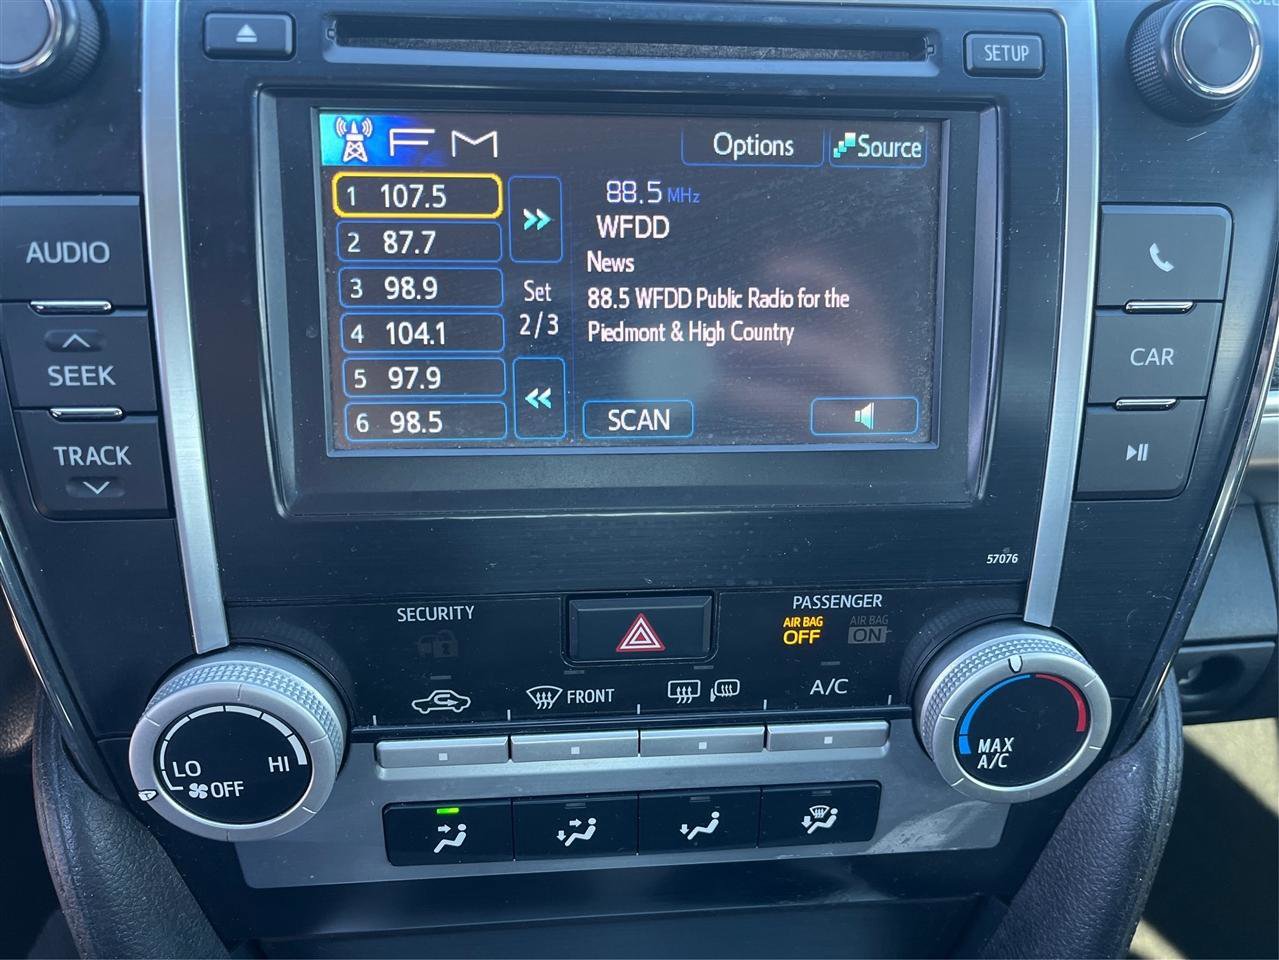 SETUP
FM
Options
Source
1 107.5
2 87.7
3 98.9
4 104.1
5 97.9
6 98.5
Set
2/3
88.5 MHz
WFDD
News
88.5 WFDD Public Radio for the
Piedmont & High Country
SCAN
AUDIO
SEEK
TRACK
CAR
57076
SECURITY
PASSENGER
AIR BAG
OFF
AIR BAG
ON
FRONT
A/C
LO
HI
OFF
MAX
A/C